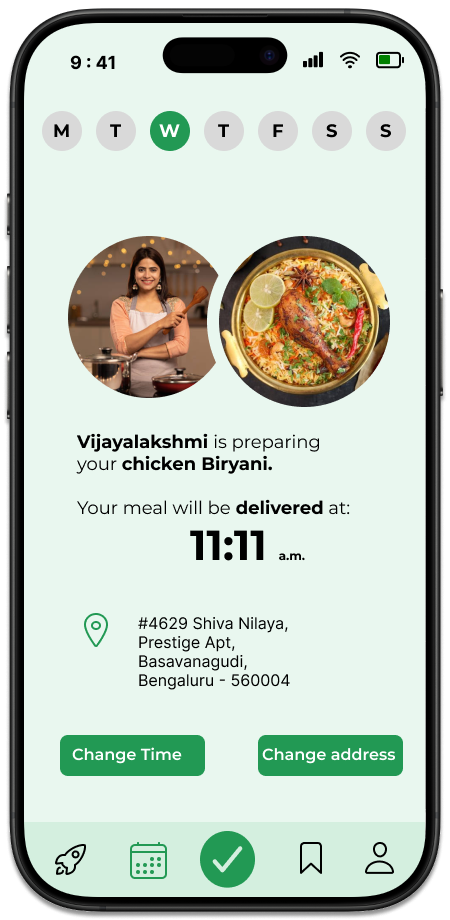 9 : 41
M T W T F S S
Vijayalakshmi is preparing
your chicken Biryani.
Your meal will be delivered at:
11:11 a.m.
#4629 Shiva Nilaya,
Prestige Apt,
Basavanagudi,
Bengaluru - 560004
Change Time
Change address